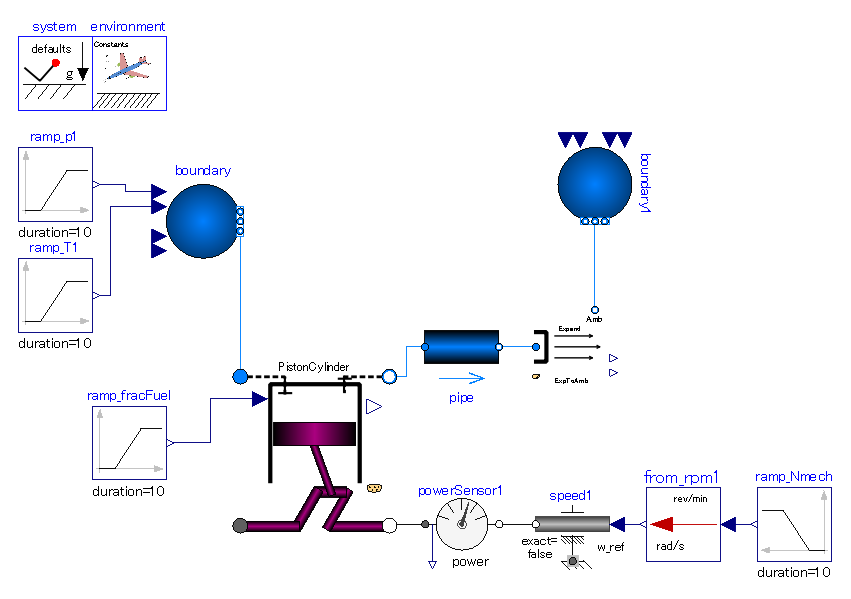 system
environment
defaults
g
Constants
ramp_p1
duration=10
boundary
boundary1
ramp_T1
duration=10
Amb
Expand
ExpToAmb
PistonCylinder
pipe
ramp_fracFuel
duration=10
powerSensor1
power
speed1
exact=
false
w_ref
from_rpm1
rev/min
rad/s
ramp_Nmech
duration=10